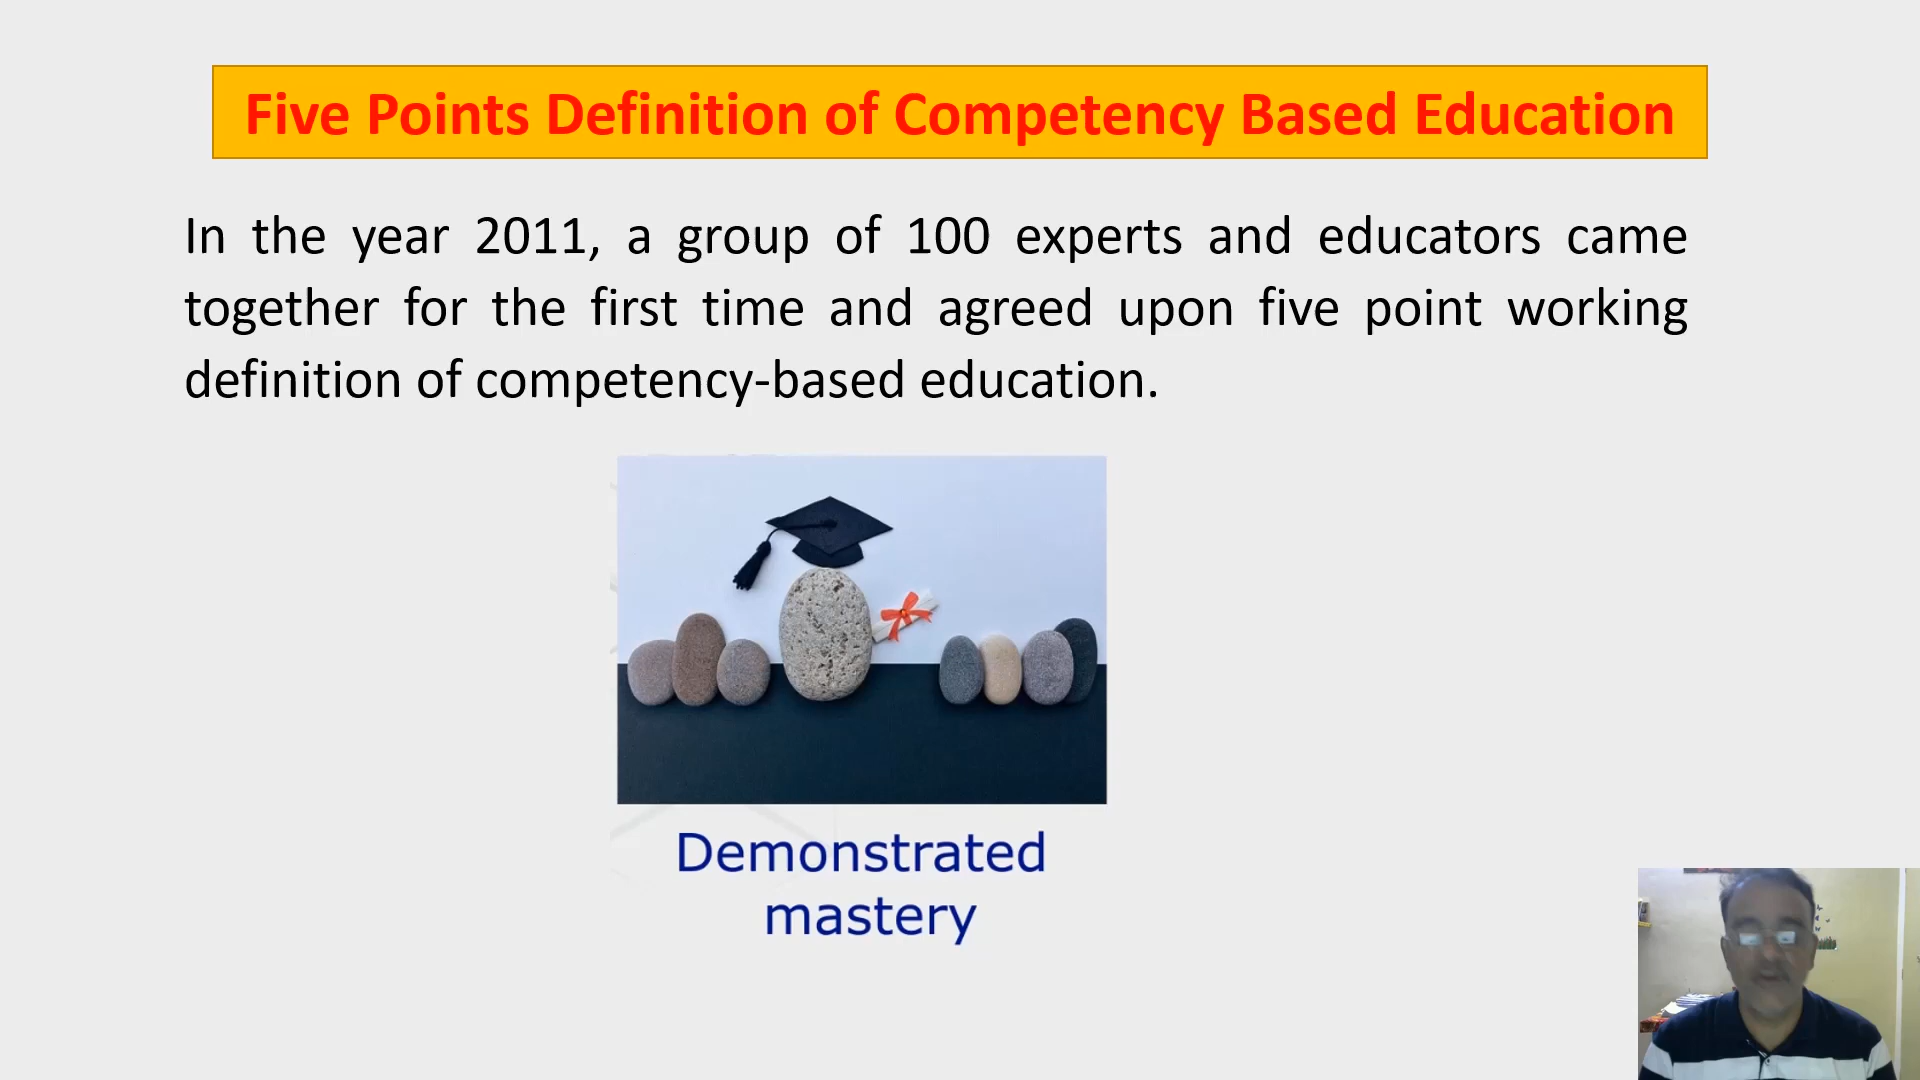 Five Points Definition of Competency Based Education
In the year 2011, a group of 100 experts and educators came
together for the first time and agreed upon five point working
definition of competency-based education.
Demonstrated
mastery